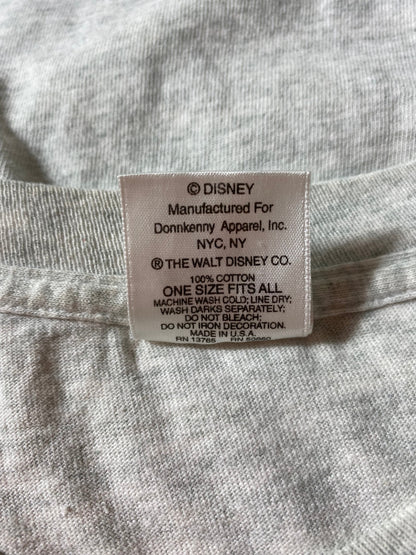 © DISNEY
Manufactured For
Donnkenny Apparel, Inc.
NYC, NY
® THE WALT DISNEY CO.
100% COTTON
ONE SIZE FITS ALL
MACHINE WASH COLD; LINE DRY;
WASH DARKS SEPARATELY;
DO NOT BLEACH;
DO NOT IRON DECORATION.
MADE IN U.S.A.
RN 13765 RN